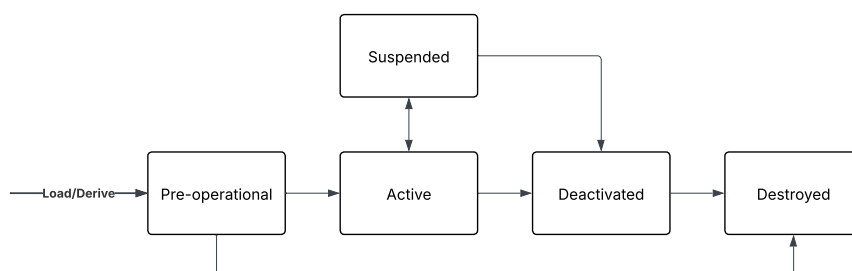 Suspended
Load/Derive
Pre-operational
Active
Deactivated
Destroyed